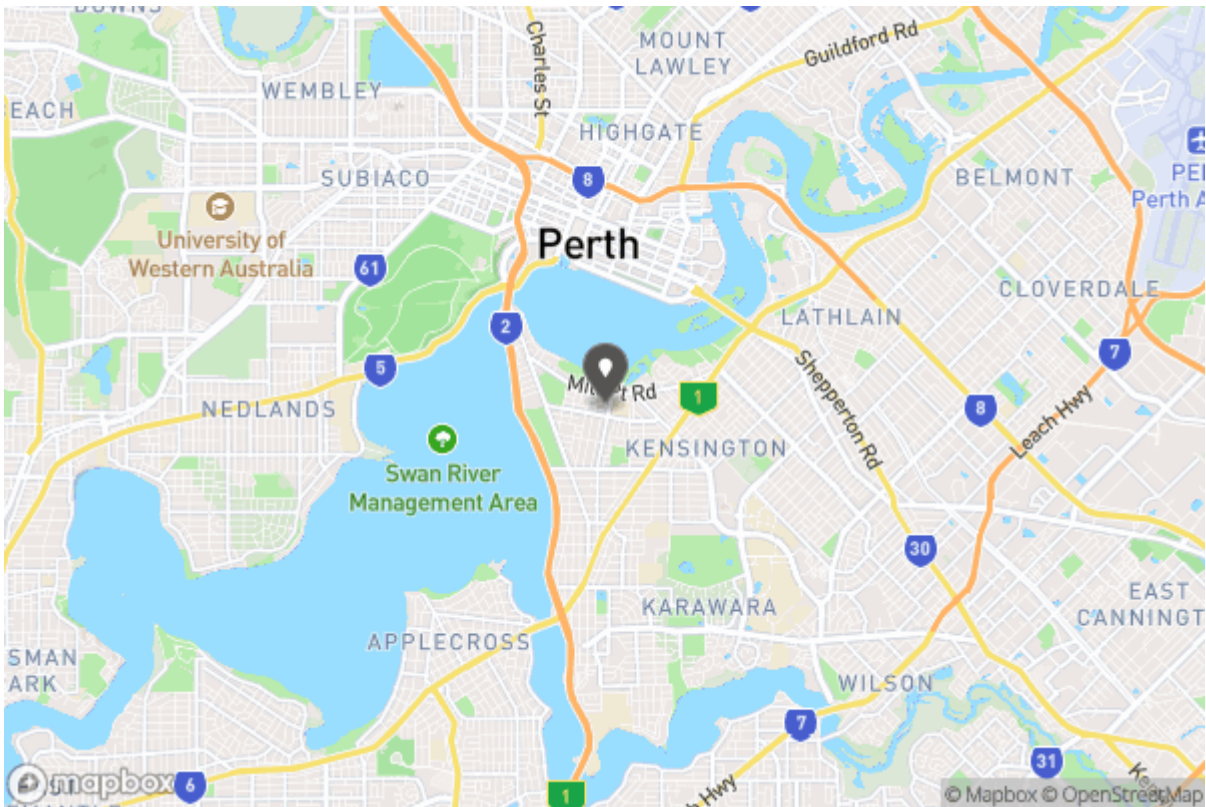 DOWNS
Charles St
MOUNT
LAWLEY
Guildford Rd
WEMBLEY
EACH
HIGHGATE
8
SUBIACO
BELMONT
PE
Perth A
University of
Western Australia
Perth
61
CLOVERDALE
2
LATHLAIN
7
5
Shepperton Rd
Rd
1
NEDLANDS
8
Leach Hwy
KENSINGTON
Swan River
Management Area
30
KARAWARA
EAST
CANNINGT
APPLECROSS
SMAN
ARK
WILSON
7
31
6
1
Hwy
mapbox
© Mapbox © OpenStreetMap